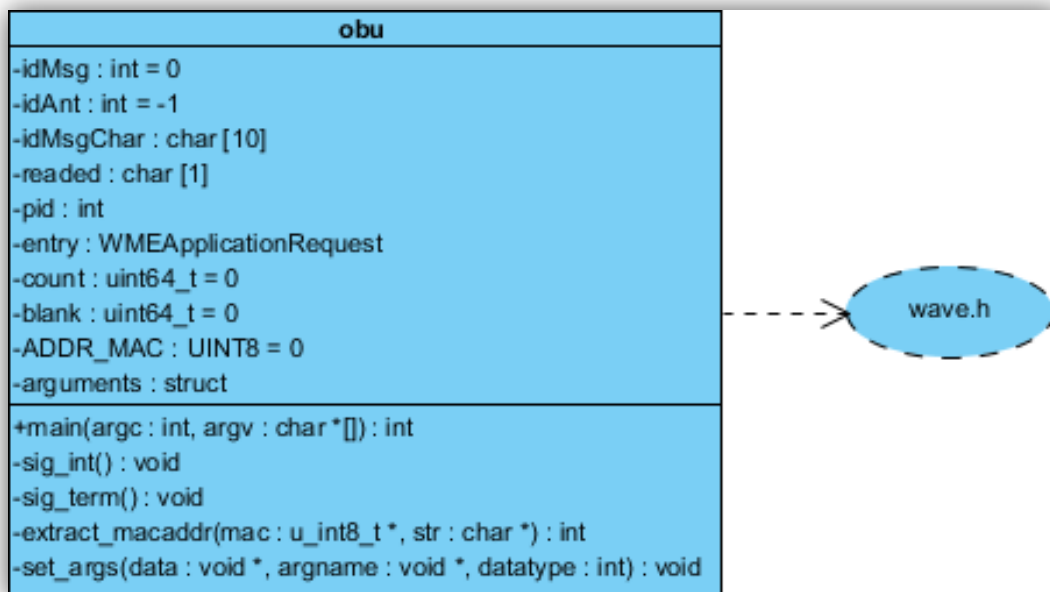 obu
-idMsg : int = 0
-idAnt : int = -1
-idMsgChar : char [10]
-readed : char [1]
-pid : int
-entry : WMEApplicationRequest
-count : uint64_t = 0
-blank : uint64_t = 0
-ADDR_MAC : UINT8 = 0
-arguments : struct
+main(argc : int, argv : char *[]) : int
-sig_int() : void
-sig_term() : void
-extract_macaddr(mac : u_int8_t *, str : char *) : int
-set_args(data : void *, argname : void *, datatype : int) : void
wave.h